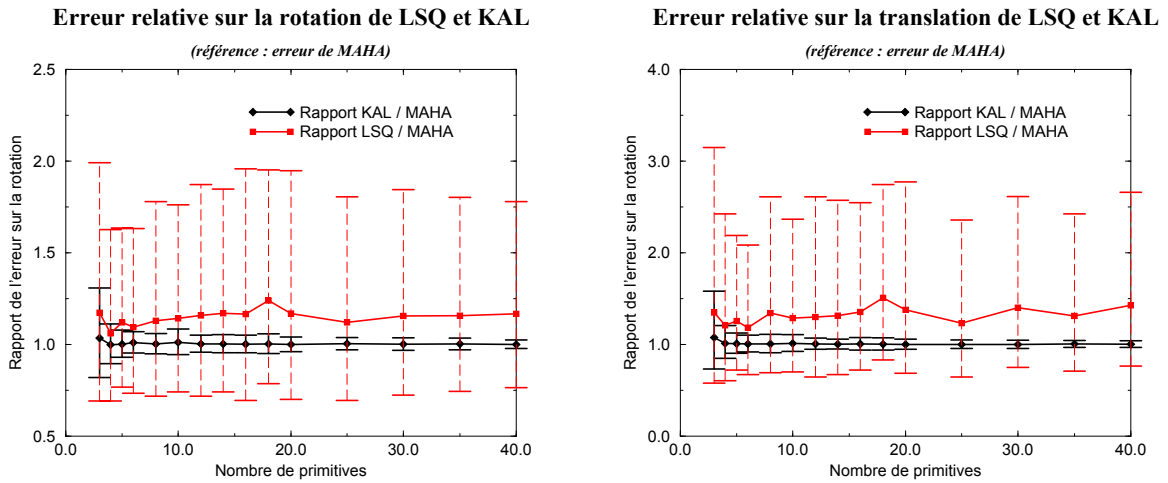 Erreur relative sur la rotation de LSQ et KAL
(référence : erreur de MAHA)
2.5
2.0
1.5
1.0
0.5
Rapport de l'erreur sur la rotation
Rapport KAL / MAHA
Rapport LSQ / MAHA
0.0 10.0 20.0 30.0 40.0
Nombre de primitives
Erreur relative sur la translation de LSQ et KAL
(référence : erreur de MAHA)
4.0
3.0
2.0
1.0
0.0
Rapport de l'erreur sur la rotation
Rapport KAL / MAHA
Rapport LSQ / MAHA
0.0 10.0 20.0 30.0 40.0
Nombre de primitives